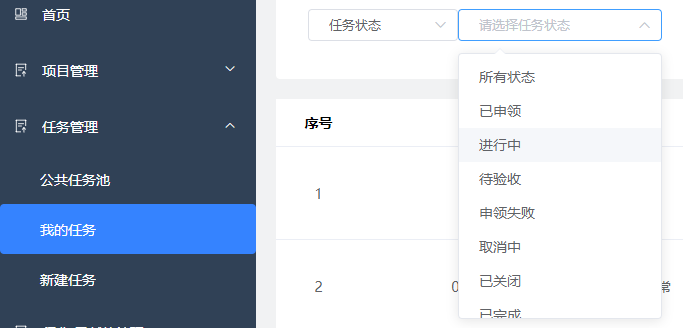 首页
项目管理
任务管理
公共任务池
我的任务
新建任务
任务状态
请选择任务状态
所有状态
已申领
进行中
待验收
申领失败
取消中
已关闭
已完成
序号
1
2
0
常